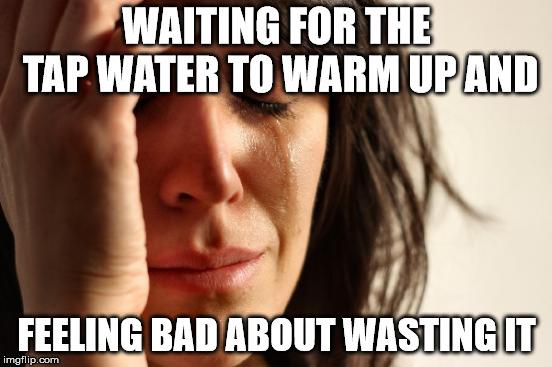 WAITING FOR THE
TAP WATER TO WARM UP AND
FEELING BAD ABOUT WASTING IT
imgflip.com